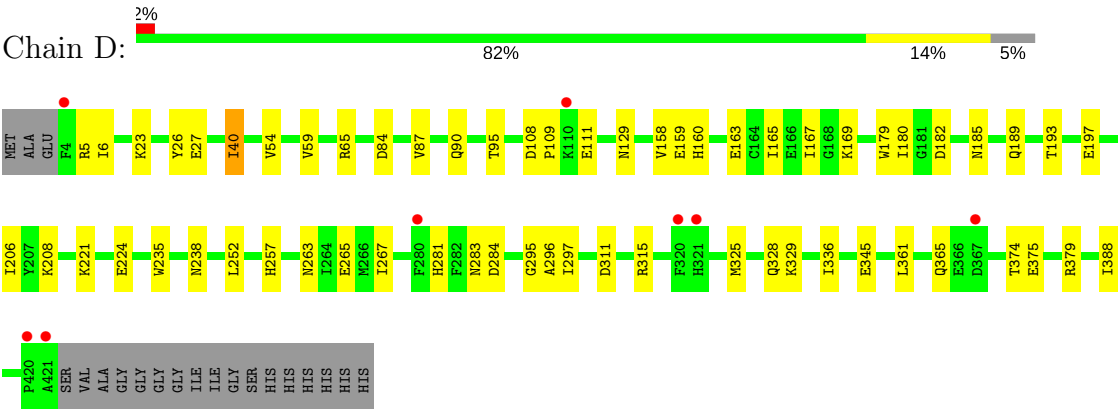 2%
Chain D:
82% 14% 5%
MET ALA GLU F4 R5 I6 K23 Y26 E27 I40 V54 V59 R65 D84 V87 Q90 T95 D108 P109 K110 E111 N129 V158 E159 H160 E163 C164 I165 E166 I167 G168 K169 W179 I180 G181 D182 N185 Q189 T193 E197
I206 Y207 K208 K221 E224 W235 N238 L252 H257 N263 I264 E265 M266 I267 F280 H281 F282 N283 D284 G295 A296 I297 D311 R315 F320 H321 M325 Q328 K329 I336 E345 L361 Q365 E366 D367 T374 E375 R379 I388
P420 A421 SER VAL ALA GLY GLY GLY GLY ILE ILE GLY SER HIS HIS HIS HIS HIS HIS